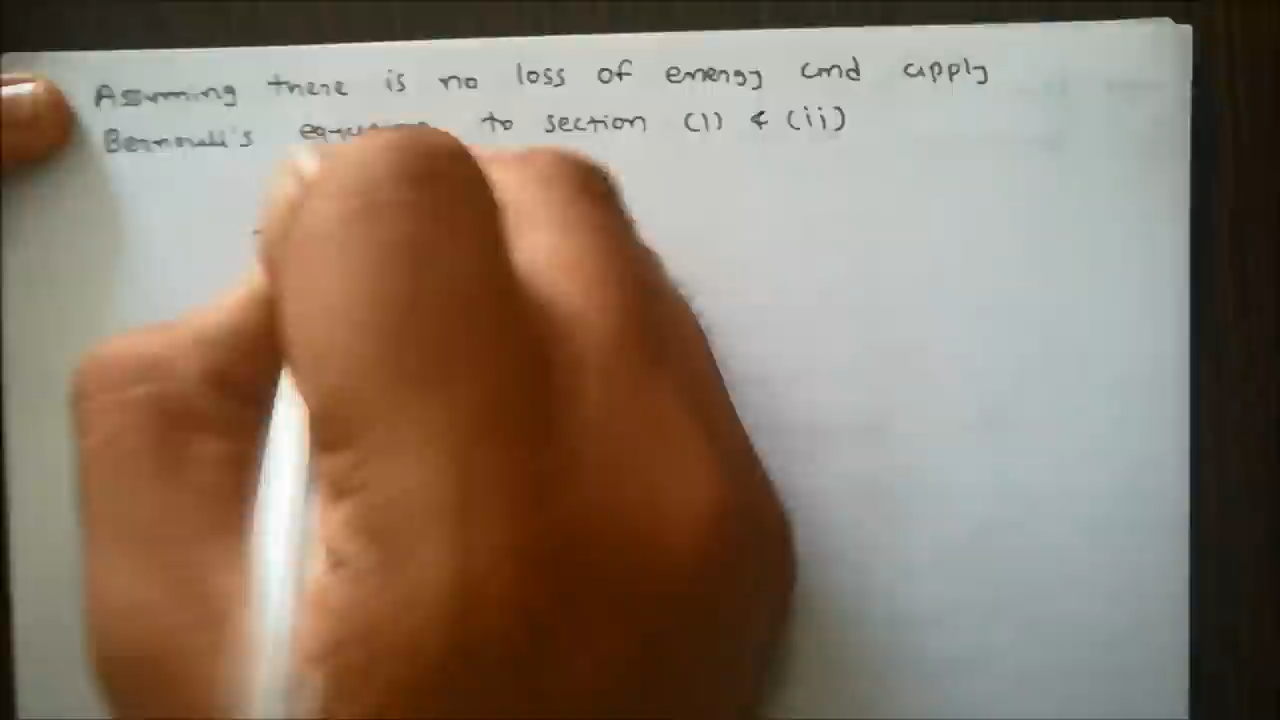 Assuming there is no loss of energy and apply
Bernoulli's to section (i) & (ii)